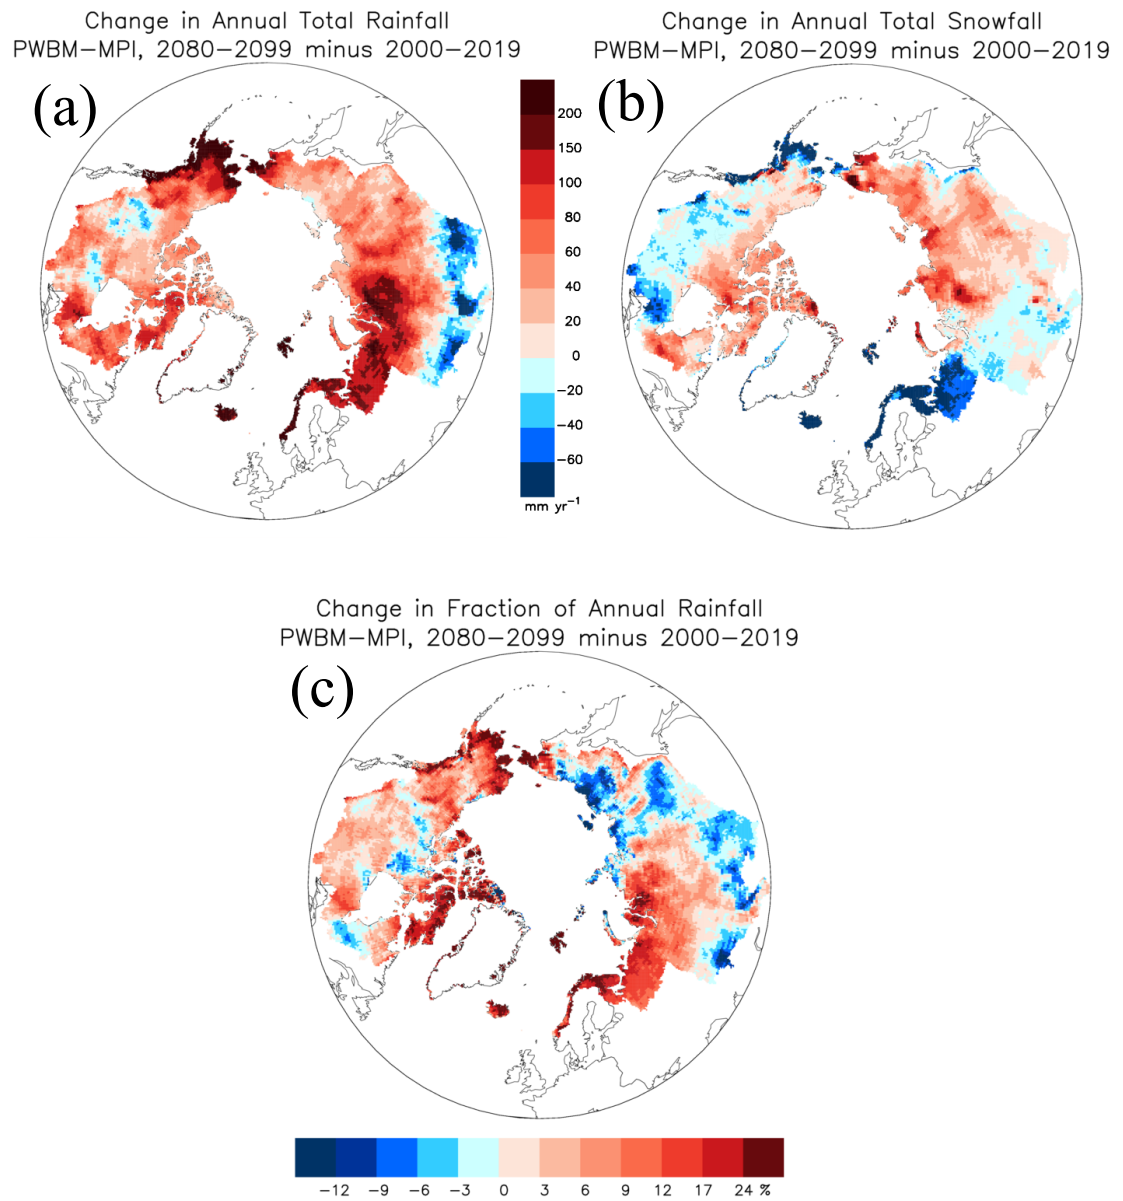 Change in Annual Total Rainfall
PWBM−MPI, 2080−2099 minus 2000−2019
(a)
Change in Annual Total Snowfall
PWBM−MPI, 2080−2099 minus 2000−2019
(b)
200
150
100
80
60
40
20
0
−20
−40
−60
mm yr⁻¹
Change in Fraction of Annual Rainfall
PWBM−MPI, 2080−2099 minus 2000−2019
(c)
−12 −9 −6 −3 0 3 6 9 12 17 24 %